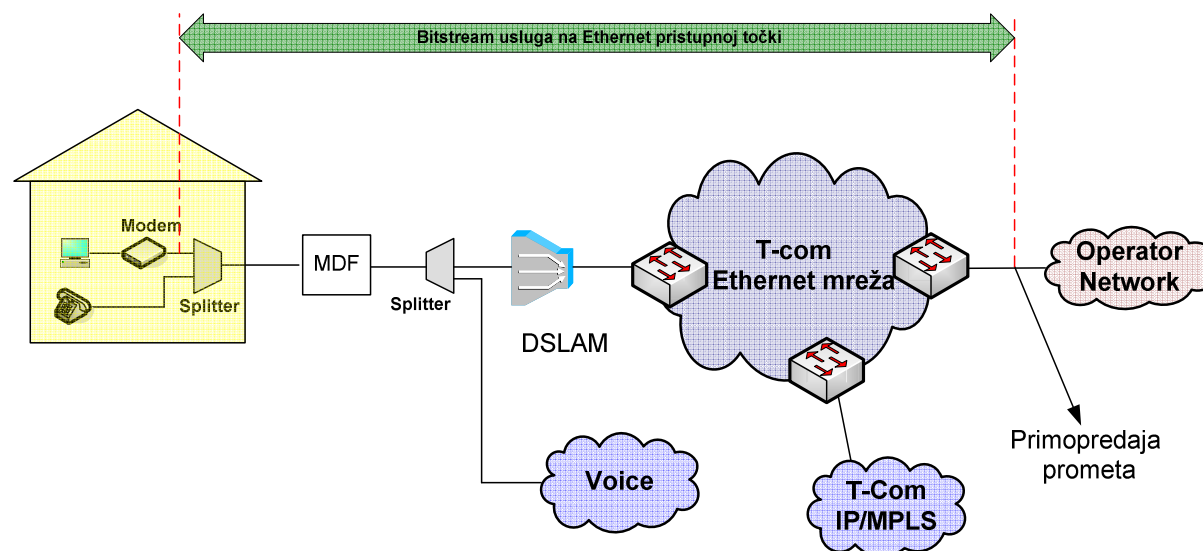 Bitstream usluga na Ethernet pristupnoj točki
Modem
Splitter
MDF
Splitter
DSLAM
T-com
Ethernet mreža
Operator
Network
Primopredaja
prometa
Voice
T-Com
IP/MPLS